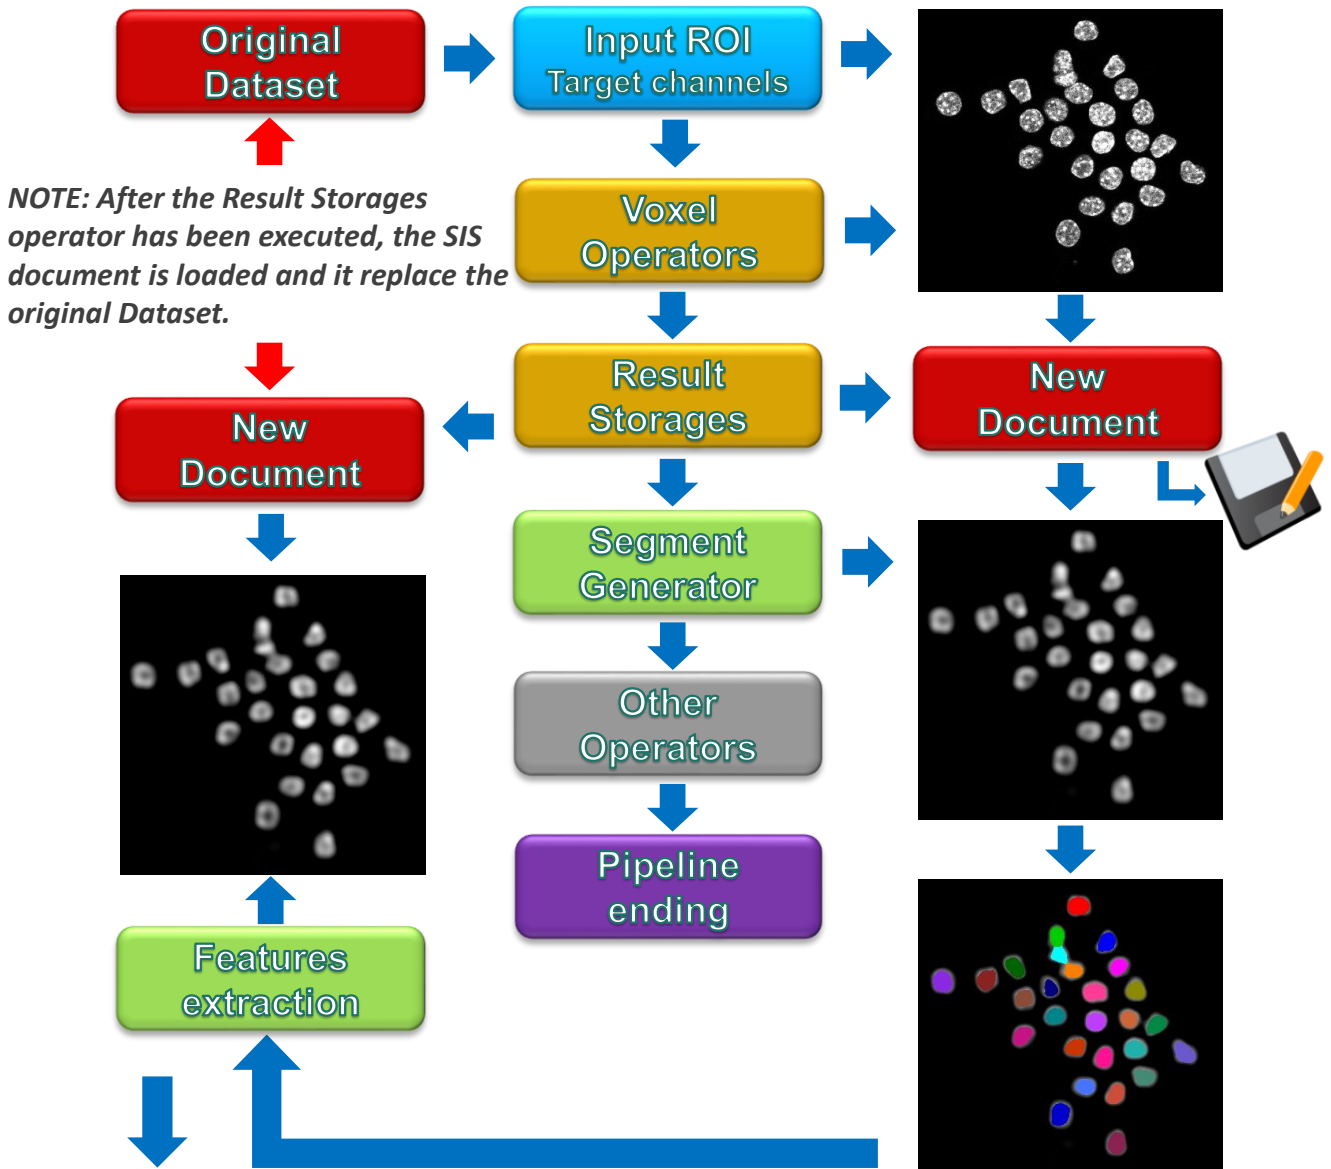 Original
Dataset
Input ROI
Target channels
NOTE: After the Result Storages
operator has been executed, the SIS
document is loaded and it replace the
original Dataset.
Voxel
Operators
Result
Storages
New
Document
New
Document
Segment
Generator
Other
Operators
Pipeline
ending
Features
extraction